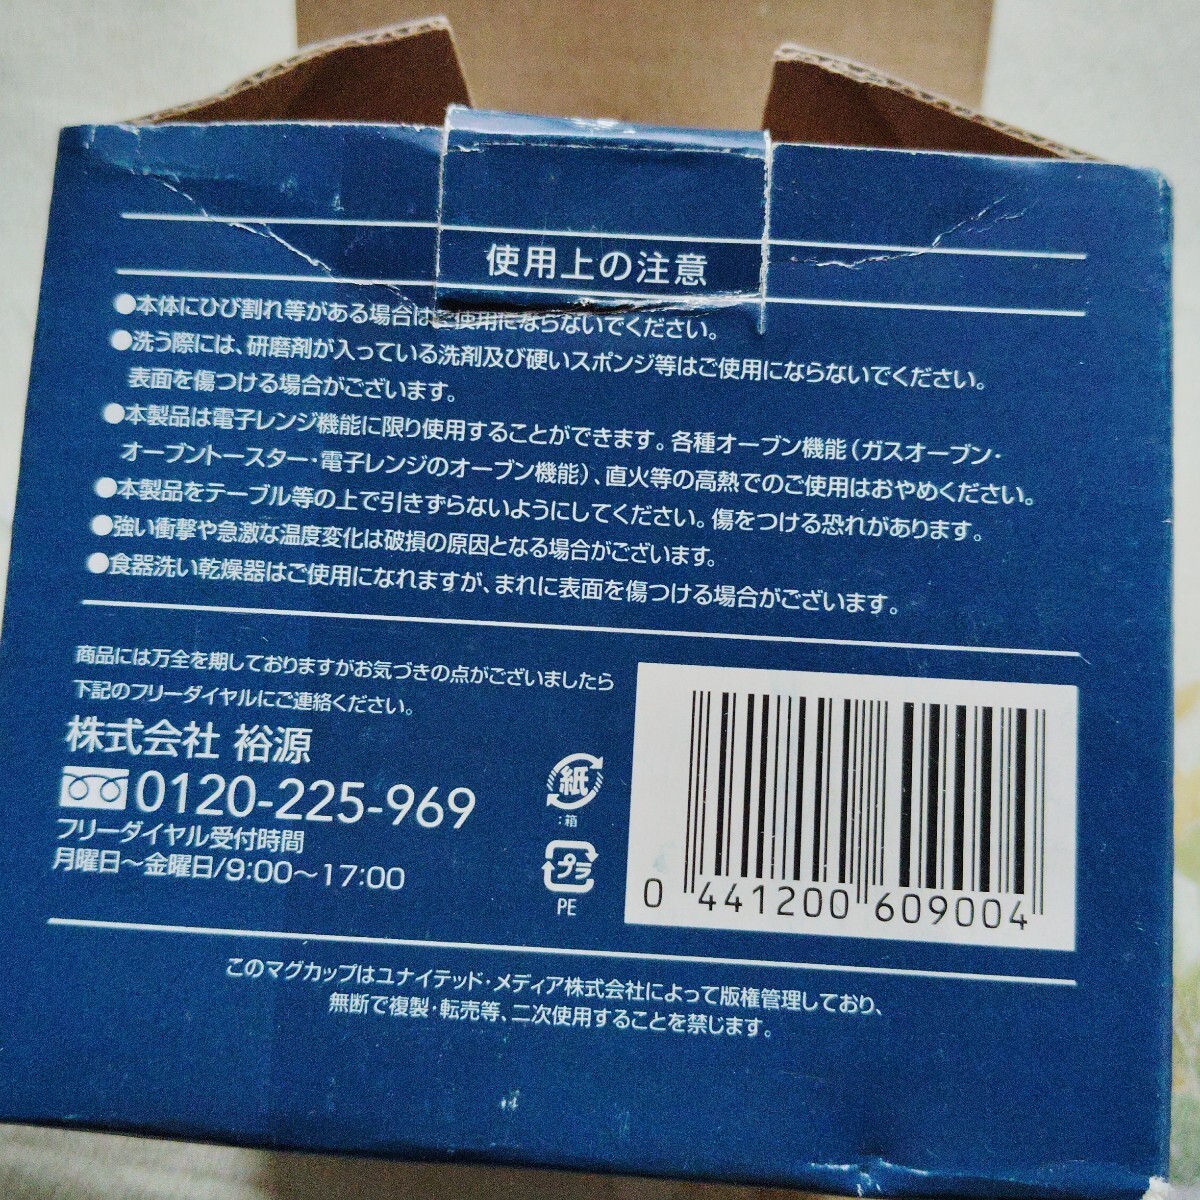 使用上の注意
●本体にひび割れ等がある場合はご使用にならないでください。
●洗う際には、研磨剤が入っている洗剤及び硬いスポンジ等はご使用にならないでください。
表面を傷つける場合がございます。
●本製品は電子レンジ機能に限り使用することができます。各種オーブン機能（ガスオーブン・
オーブントースター・電子レンジのオーブン機能）、直火等の高熱でのご使用はおやめください。
●本製品をテーブル等の上で引きずらないようにしてください。傷をつける恐れがあります。
●強い衝撃や急激な温度変化は破損の原因となる場合がございます。
●食器洗い乾燥器はご使用になれますが、まれに表面を傷つける場合がございます。
商品には万全を期しておりますがお気づきの点がございましたら
下記のフリーダイヤルにご連絡ください。
株式会社 裕源
0120-225-969
フリーダイヤル受付時間
月曜日～金曜日/9:00～17:00
紙
:箱
プラ
PE
0 441200 609004
このマグカップはユナイテッド・メディア株式会社によって版権管理しており、
無断で複製・転売等、二次使用することを禁じます。